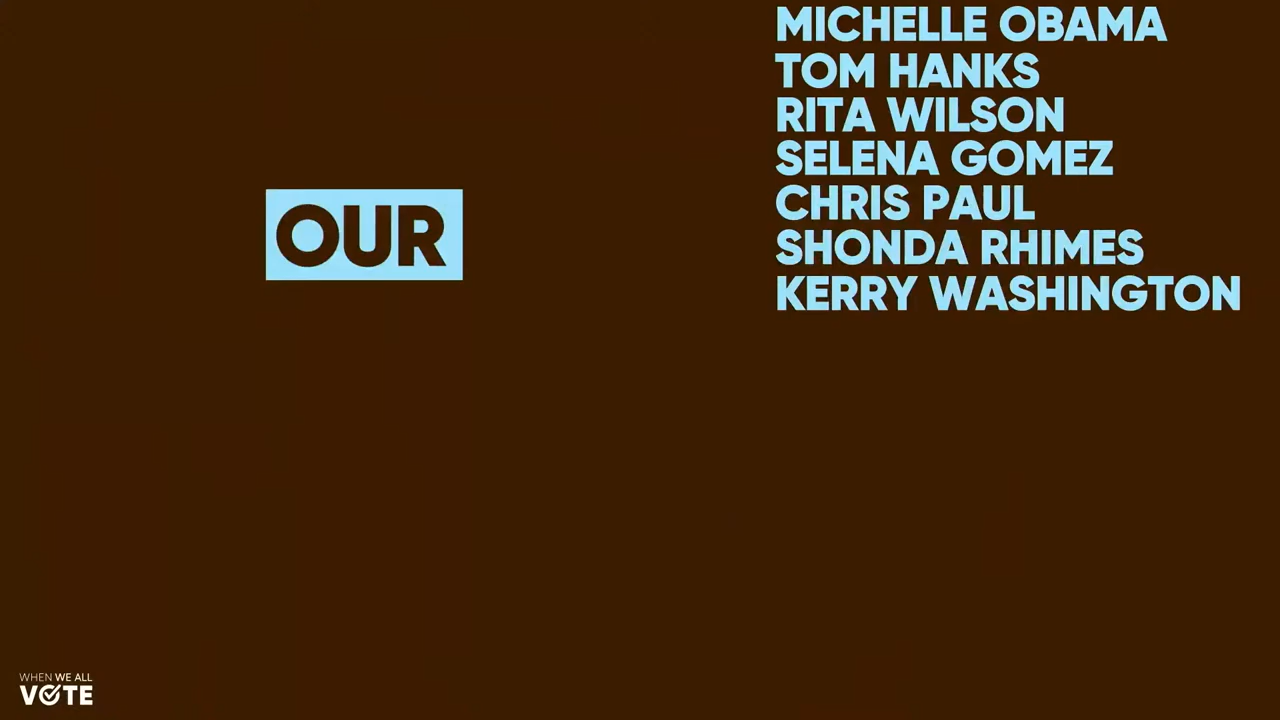 OUR
MICHELLE OBAMA
TOM HANKS
RITA WILSON
SELENA GOMEZ
CHRIS PAUL
SHONDA RHIMES
KERRY WASHINGTON
WHEN WE ALL
VOTE